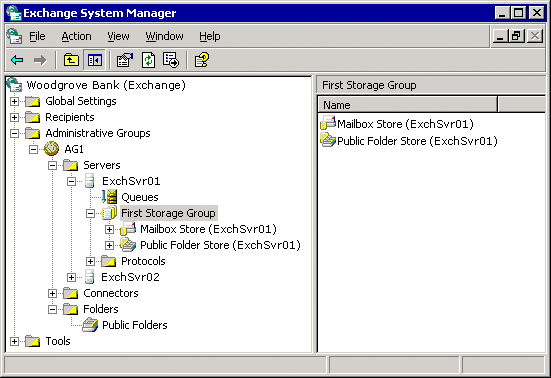 Exchange System Manager
File Action View Window Help
Woodgrove Bank (Exchange)
Global Settings
Recipients
Administrative Groups
AG1
Servers
ExchSvr01
Queues
First Storage Group
Mailbox Store (ExchSvr01)
Public Folder Store (ExchSvr01)
Protocols
ExchSvr02
Connectors
Folders
Public Folders
Tools
First Storage Group
Name
Mailbox Store (ExchSvr01)
Public Folder Store (ExchSvr01)